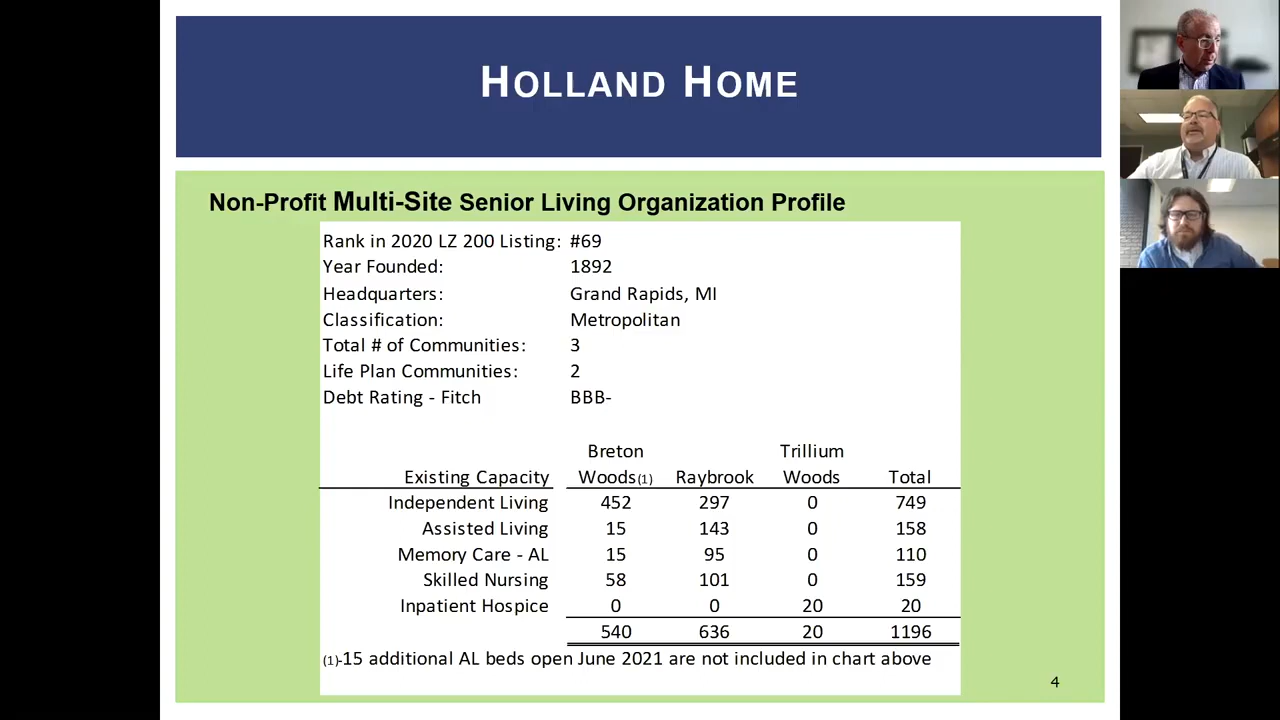 HOLLAND HOME
Non-Profit Multi-Site Senior Living Organization Profile
Rank in 2020 LZ 200 Listing: #69
Year Founded: 1892
Headquarters: Grand Rapids, MI
Classification: Metropolitan
Total # of Communities: 3
Life Plan Communities: 2
Debt Rating - Fitch BBB-
Breton Trillium
Existing Capacity Woods(1) Raybrook Woods Total
Independent Living 452 297 0 749
Assisted Living 15 143 0 158
Memory Care - AL 15 95 0 110
Skilled Nursing 58 101 0 159
Inpatient Hospice 0 0 20 20
540 636 20 1196
(1)-15 additional AL beds open June 2021 are not included in chart above
4